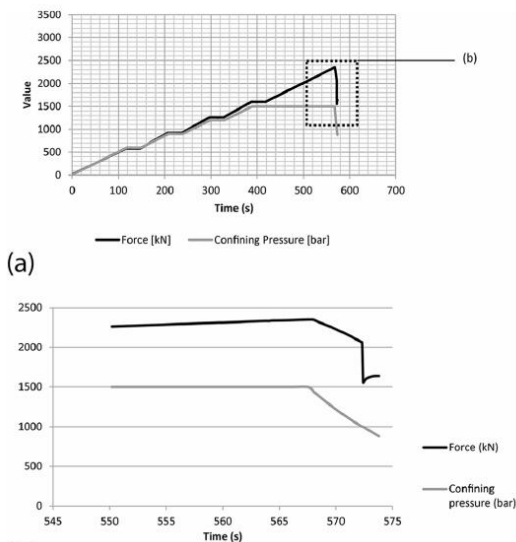 3500
3000
2500
2000
1500
1000
500
0
Value
0 100 200 300 400 500 600 700
Time (s)
(b)
Force [kN] Confining Pressure [bar]
(a)
2500
2000
1500
1000
500
0
545 550 555 560 565 570 575
Time (s)
Force (kN)
Confining
pressure (bar)